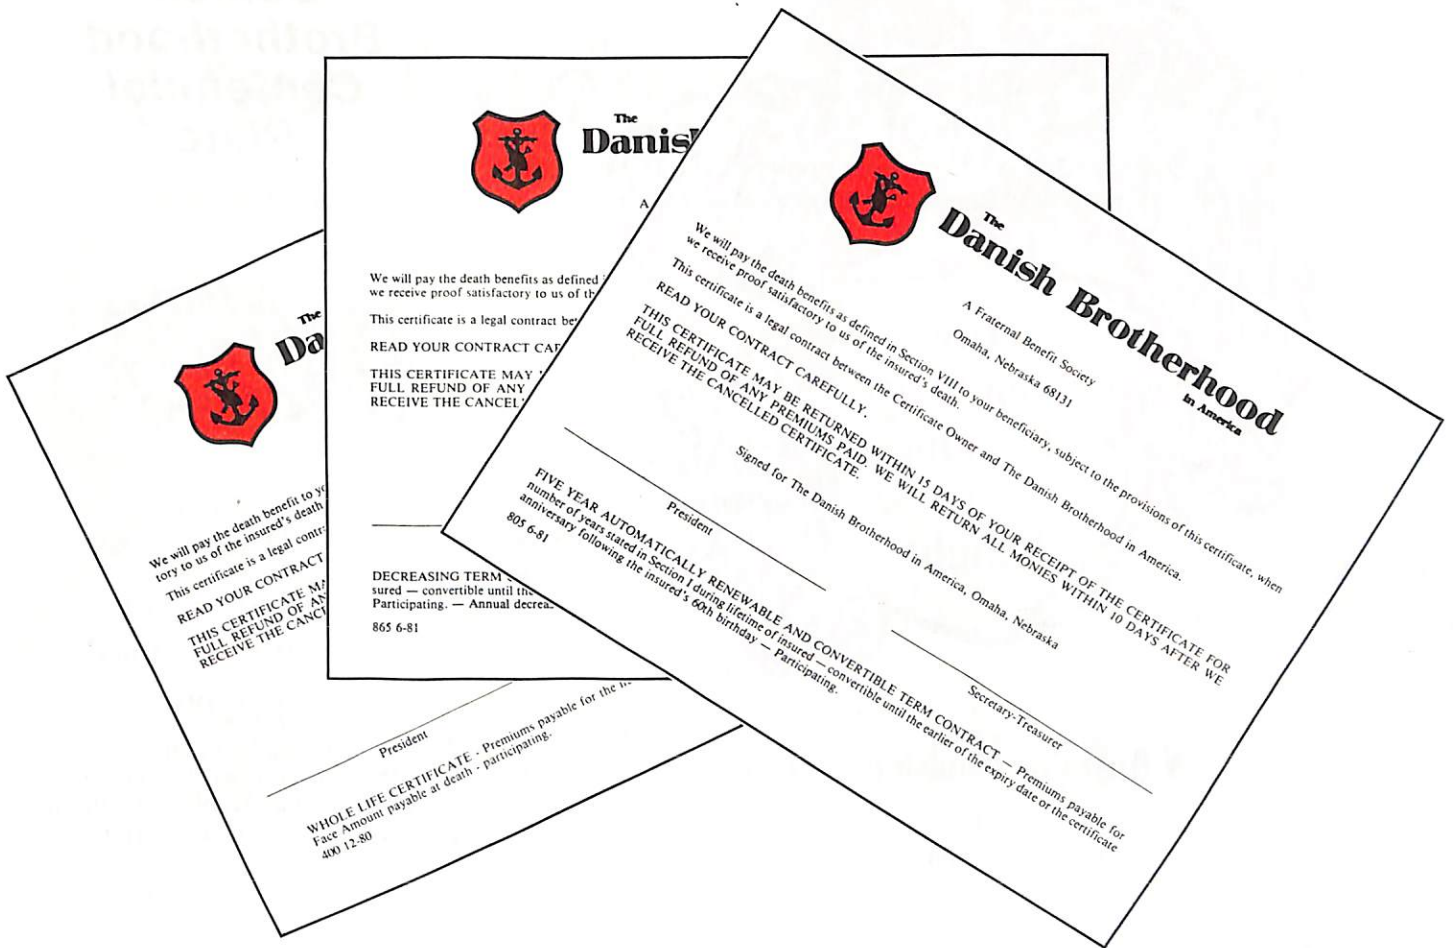 The
Da
We will pay the death benefit to yo
tory to us of the insured's death
This certificate is a legal contr
READ YOUR CONTRACT
THIS CERTIFICATE MA
FULL REFUND OF AN
RECEIVE THE CANC
President
WHOLE LIFE CERTIFICATE - Premiums payable for the
Face Amount payable at death - participating.
400 12-80
The
Danish
A
We will pay the death benefits as defined
we receive proof satisfactory to us of th
This certificate is a legal contract be
READ YOUR CONTRACT CAR
THIS CERTIFICATE MAY
FULL REFUND OF ANY
RECEIVE THE CANCEL
DECREASING TERM
sured — convertible until the
Participating. — Annual decrea
865 6-81
The
Danish Brotherhood
in America
A Fraternal Benefit Society
Omaha, Nebraska 68131
We will pay the death benefits as defined in Section VIII to your beneficiary, subject to the provisions of this certificate, when
we receive proof satisfactory to us of the insured's death.
This certificate is a legal contract between the Certificate Owner and The Danish Brotherhood in America.
READ YOUR CONTRACT CAREFULLY.
THIS CERTIFICATE MAY BE RETURNED WITHIN 15 DAYS OF YOUR RECEIPT OF THE CERTIFICATE FOR
FULL REFUND OF ANY PREMIUMS PAID. WE WILL RETURN ALL MONIES WITHIN 10 DAYS AFTER WE
RECEIVE THE CANCELLED CERTIFICATE.
Signed for The Danish Brotherhood in America, Omaha, Nebraska
President
Secretary-Treasurer
FIVE YEAR AUTOMATICALLY RENEWABLE AND CONVERTIBLE TERM CONTRACT — Premiums payable for
number of years stated in Section I during lifetime of insured — convertible until the earlier of the expiry date or the certificate
anniversary following the insured's 60th birthday — Participating.
805 6-81